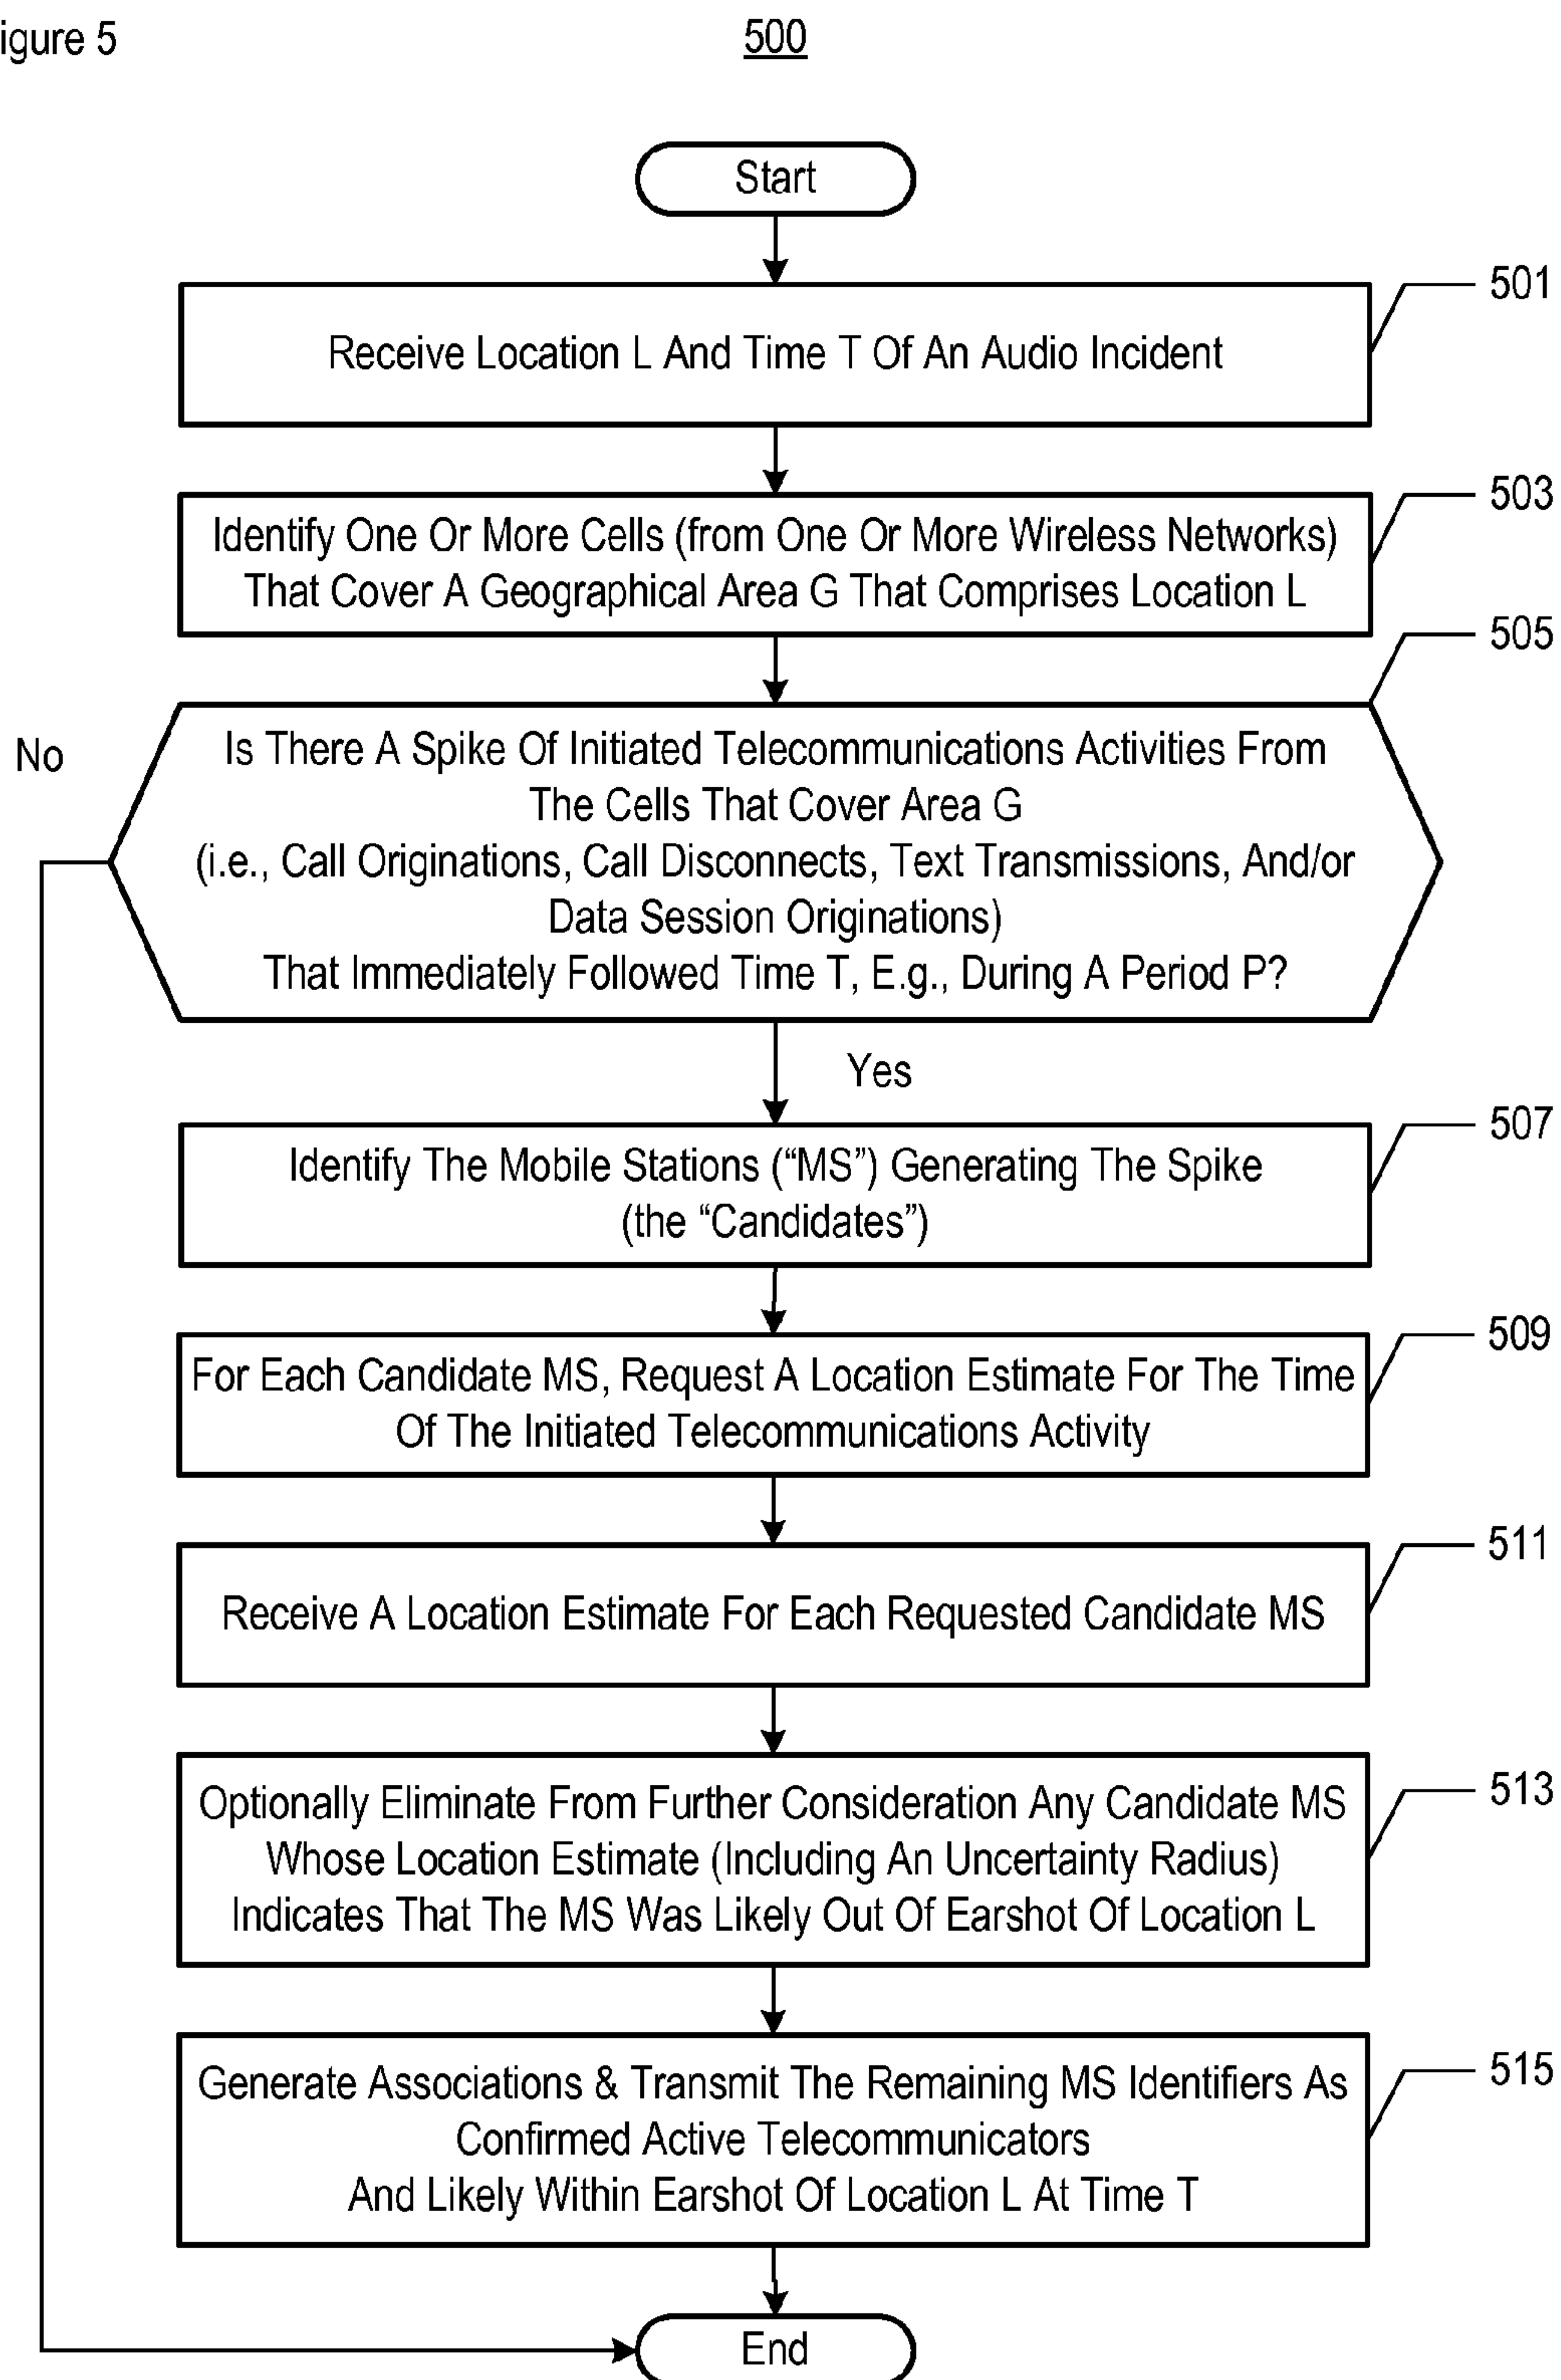 igure 5
500
Start
501
Receive Location L And Time T Of An Audio Incident
503
Identify One Or More Cells (from One Or More Wireless Networks)
That Cover A Geographical Area G That Comprises Location L
505
No
Is There A Spike Of Initiated Telecommunications Activities From
The Cells That Cover Area G
(i.e., Call Originations, Call Disconnects, Text Transmissions, And/or
Data Session Originations)
That Immediately Followed Time T, E.g., During A Period P?
Yes
507
Identify The Mobile Stations (“MS”) Generating The Spike
(the “Candidates”)
509
For Each Candidate MS, Request A Location Estimate For The Time
Of The Initiated Telecommunications Activity
511
Receive A Location Estimate For Each Requested Candidate MS
513
Optionally Eliminate From Further Consideration Any Candidate MS
Whose Location Estimate (Including An Uncertainty Radius)
Indicates That The MS Was Likely Out Of Earshot Of Location L
515
Generate Associations & Transmit The Remaining MS Identifiers As
Confirmed Active Telecommunicators
And Likely Within Earshot Of Location L At Time T
End